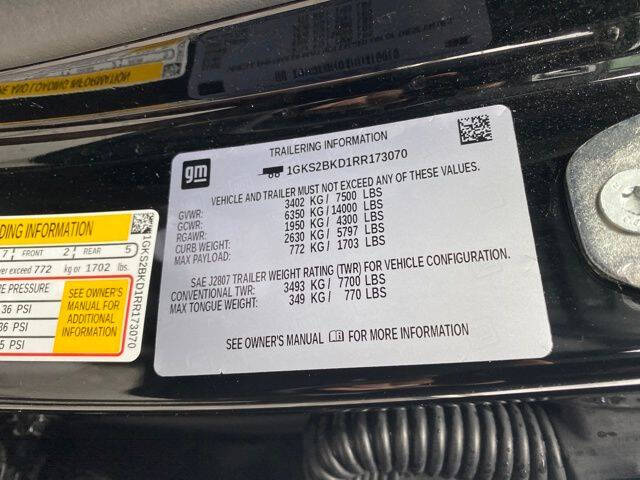 TRAILERING INFORMATION
gm
1GKS2BKD1RR173070
VEHICLE AND TRAILER MUST NOT EXCEED ANY OF THESE VALUES.
GVWR: 3402 KG / 7500 LBS
GCWR: 6350 KG / 14000 LBS
RGAWR: 1950 KG / 4300 LBS
CURB WEIGHT: 2630 KG / 5797 LBS
MAX PAYLOAD: 772 KG / 1703 LBS
SAE J2807 TRAILER WEIGHT RATING (TWR) FOR VEHICLE CONFIGURATION.
CONVENTIONAL TWR: 3493 KG / 7700 LBS
MAX TONGUE WEIGHT: 349 KG / 770 LBS
SEE OWNER'S MANUAL FOR MORE INFORMATION
DING INFORMATION
7 FRONT 2 REAR 5
exceed 772 kg or 1702 lbs.
PRESSURE
36 PSI
36 PSI
5 PSI
SEE OWNER'S
MANUAL FOR
ADDITIONAL
INFORMATION
1GKS2BKD1RR173070